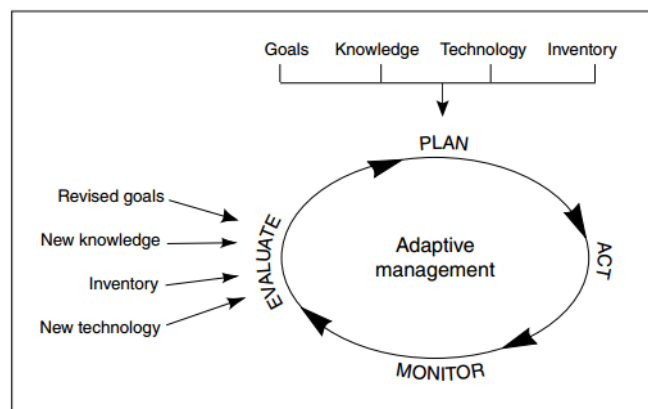 Goals Knowledge Technology Inventory
PLAN
Revised goals
New knowledge
Inventory
New technology
EVALUATE
Adaptive
management
ACT
MONITOR